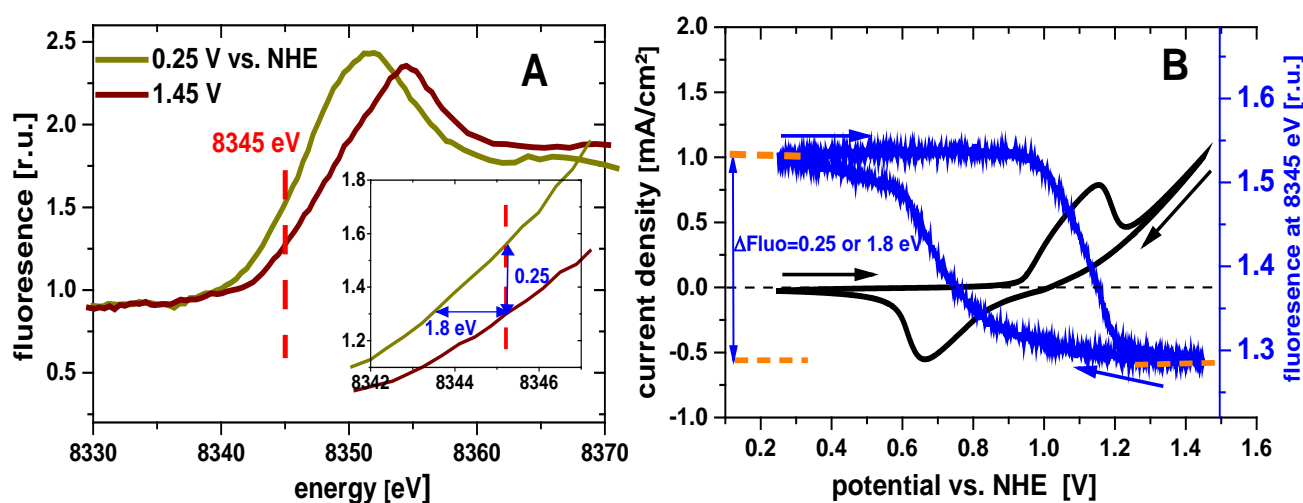 A
0.25 V vs. NHE
1.45 V
8345 eV
fluoresence [r.u.]
2.5
2.0
1.5
1.0
0.5
1.8
1.6
1.4
1.2
0.25
1.8 eV
8342 8344 8346
8330 8340 8350 8360 8370
energy [eV]
B
current density [mA/cm²]
2.0
1.5
1.0
0.5
0.0
-0.5
-1.0
ΔFluo=0.25 or 1.8 eV
1.6
1.5
1.4
1.3
fluoresence at 8345 eV [r.u.]
0.2 0.4 0.6 0.8 1.0 1.2 1.4 1.6
potential vs. NHE [V]